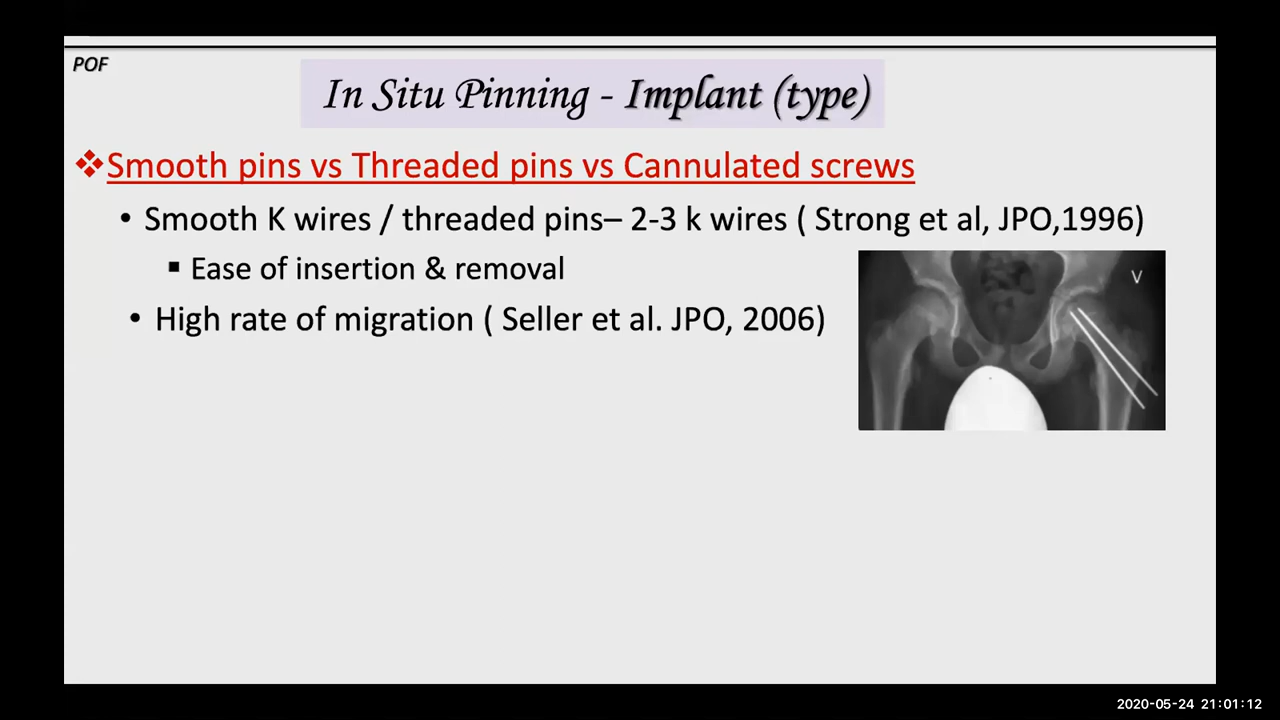 POF
In Situ Pinning - Implant (type)
❖Smooth pins vs Threaded pins vs Cannulated screws
• Smooth K wires / threaded pins– 2-3 k wires ( Strong et al, JPO,1996)
▪ Ease of insertion & removal
• High rate of migration ( Seller et al. JPO, 2006)
V
2020-05-24 21:01:12